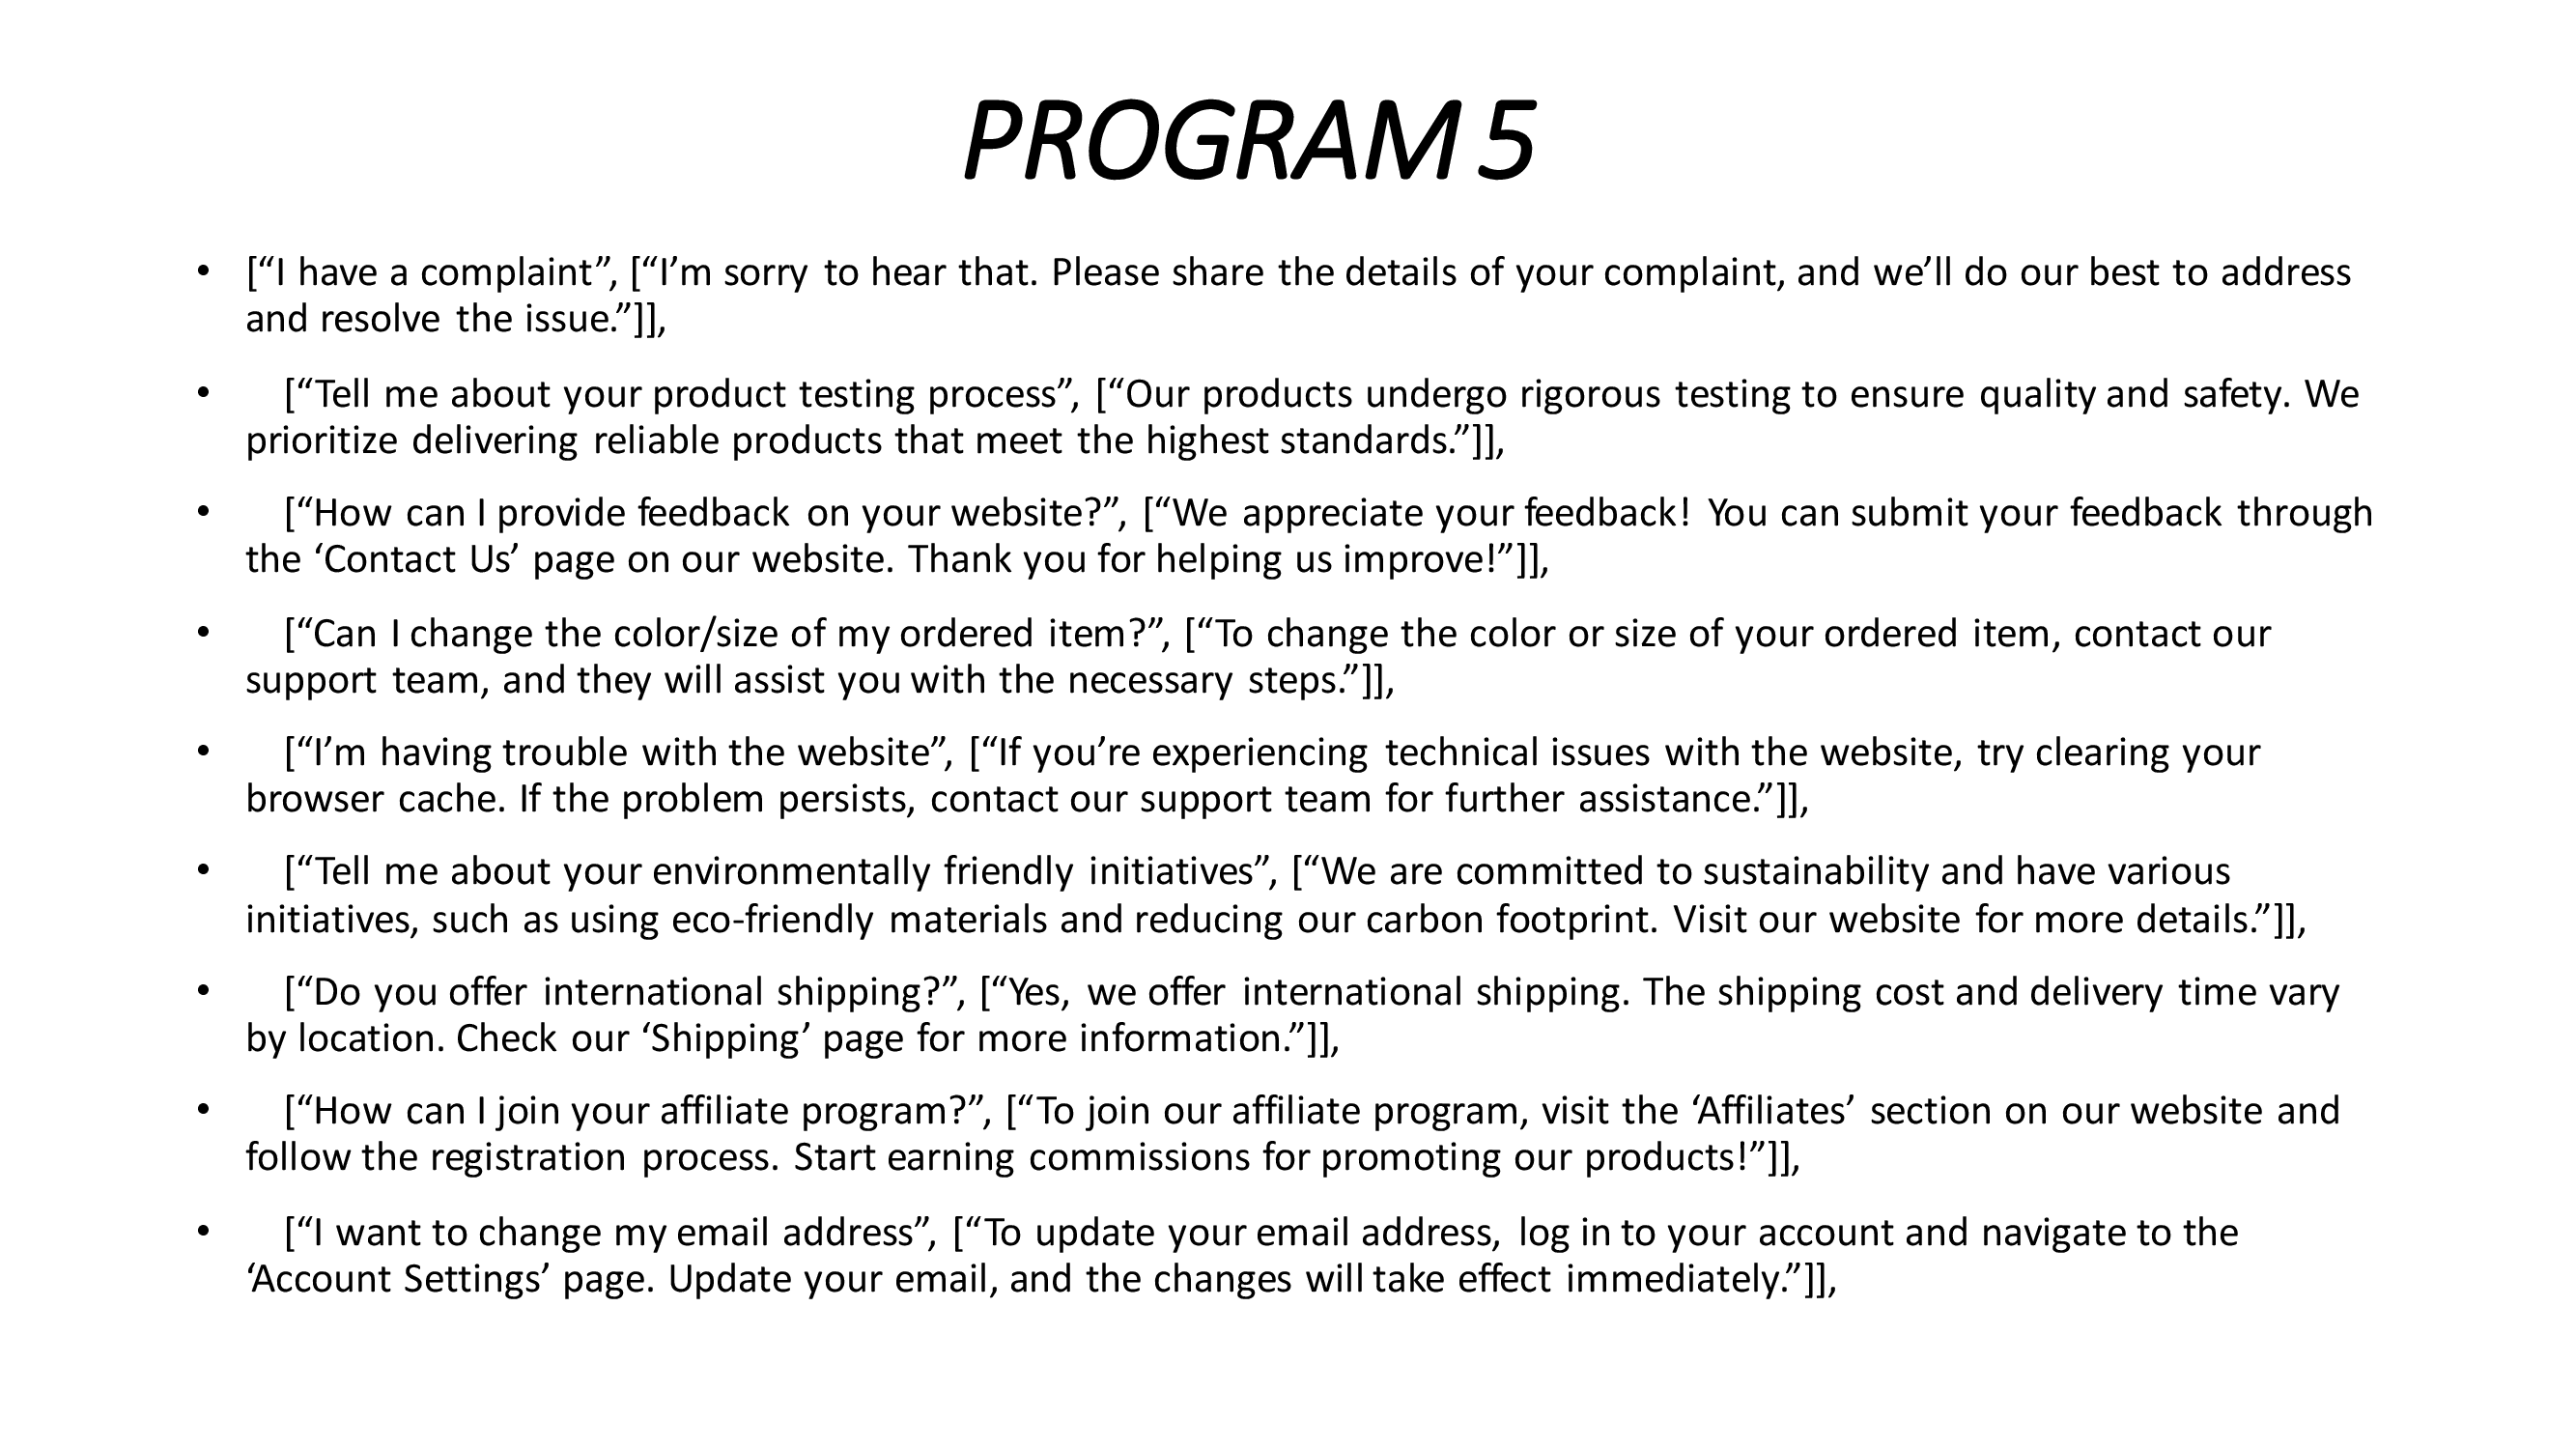 PROGRAM 5
• [“I have a complaint”, [“I’m sorry to hear that. Please share the details of your complaint, and we’ll do our best to address
and resolve the issue.”]],
• [“Tell me about your product testing process”, [“Our products undergo rigorous testing to ensure quality and safety. We
prioritize delivering reliable products that meet the highest standards.”]],
• [“How can I provide feedback on your website?”, [“We appreciate your feedback! You can submit your feedback through
the ‘Contact Us’ page on our website. Thank you for helping us improve!”]],
• [“Can I change the color/size of my ordered item?”, [“To change the color or size of your ordered item, contact our
support team, and they will assist you with the necessary steps.”]],
• [“I’m having trouble with the website”, [“If you’re experiencing technical issues with the website, try clearing your
browser cache. If the problem persists, contact our support team for further assistance.”]],
• [“Tell me about your environmentally friendly initiatives”, [“We are committed to sustainability and have various
initiatives, such as using eco-friendly materials and reducing our carbon footprint. Visit our website for more details.”]],
• [“Do you offer international shipping?”, [“Yes, we offer international shipping. The shipping cost and delivery time vary
by location. Check our ‘Shipping’ page for more information.”]],
• [“How can I join your affiliate program?”, [“To join our affiliate program, visit the ‘Affiliates’ section on our website and
follow the registration process. Start earning commissions for promoting our products!”]],
• [“I want to change my email address”, [“To update your email address, log in to your account and navigate to the
‘Account Settings’ page. Update your email, and the changes will take effect immediately.”]],